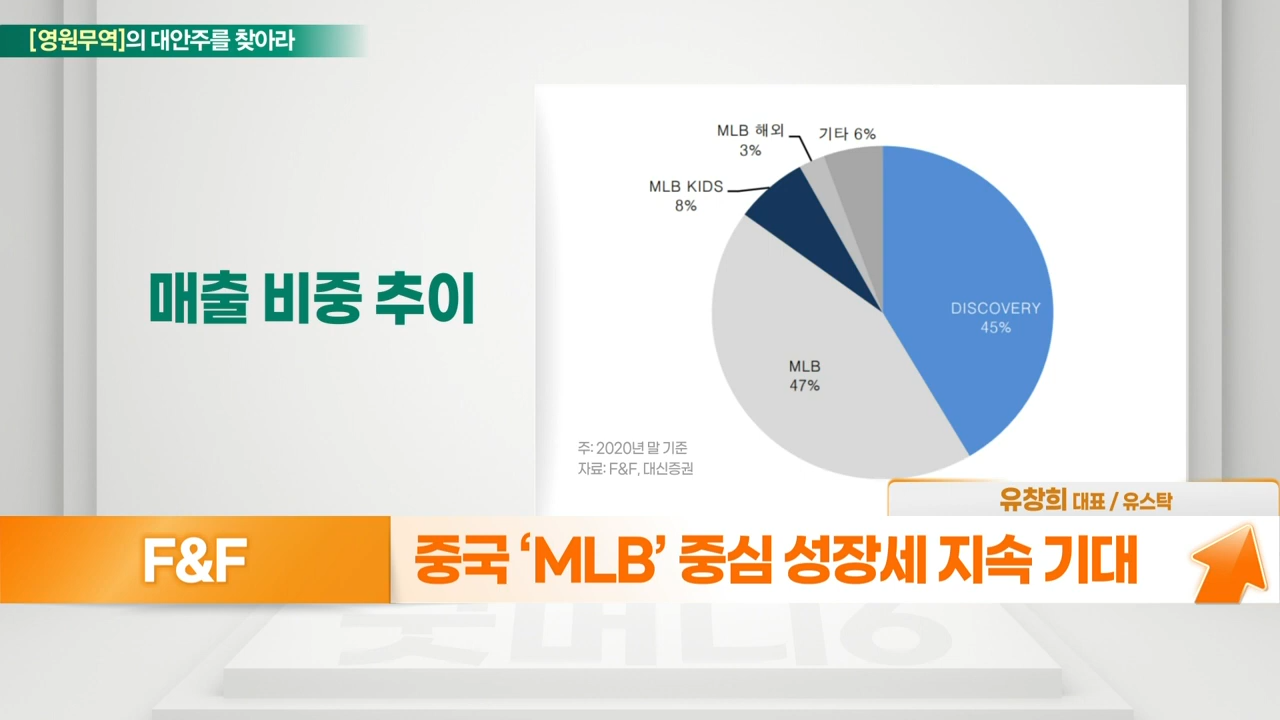 [영원무역]의 대안주를 찾아라
매출 비중 추이
MLB 해외
3%
기타 6%
MLB KIDS
8%
DISCOVERY
45%
MLB
47%
주: 2020년 말 기준
자료: F&F, 대신증권
유창희 대표 / 유스탁
F&F
중국 ‘MLB’ 중심 성장세 지속 기대